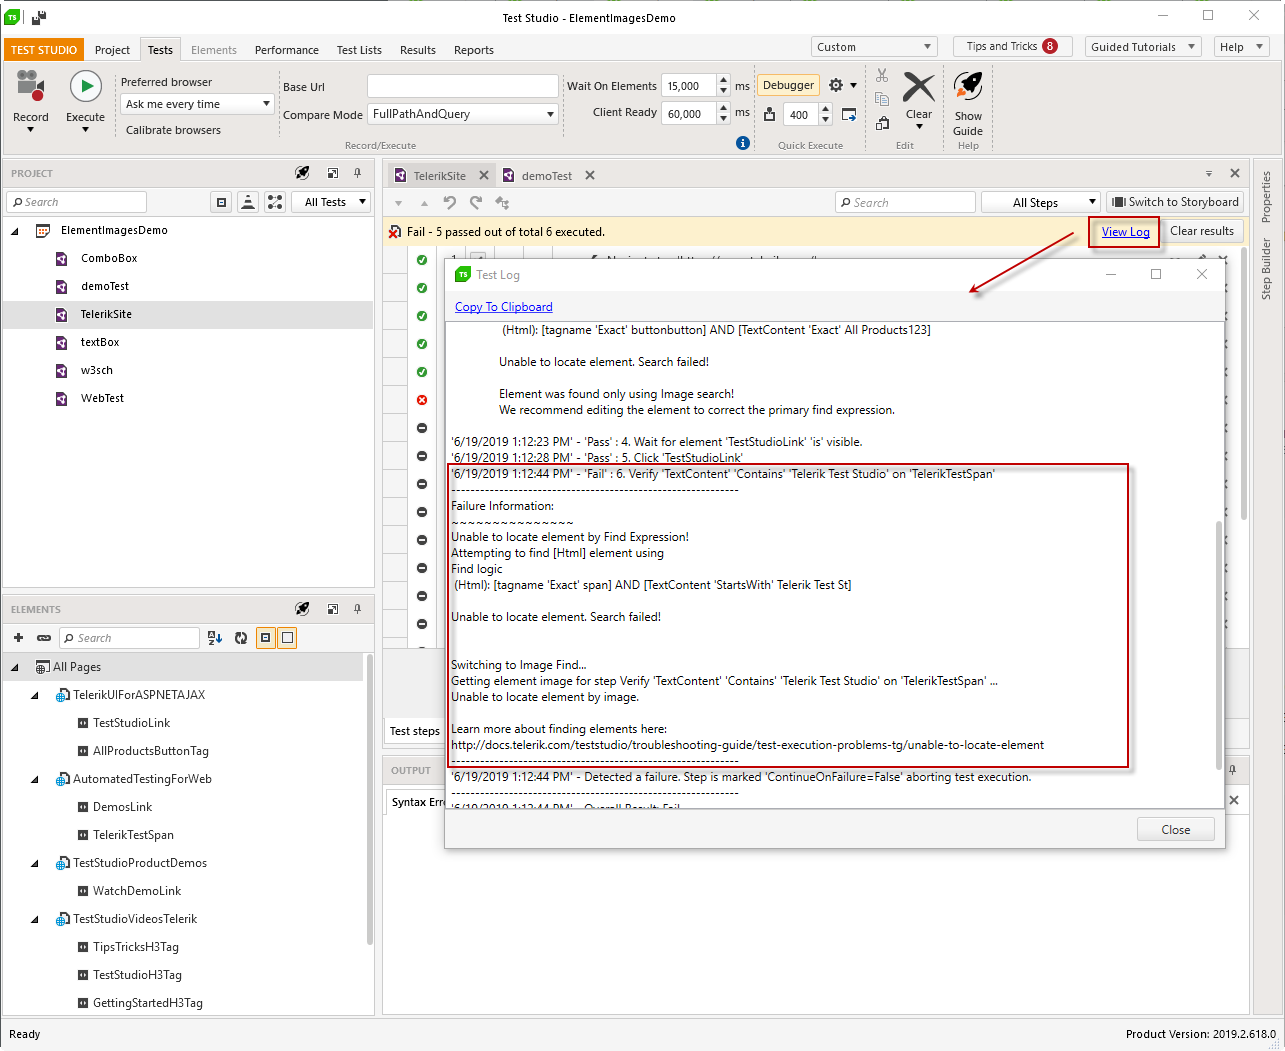 TS
Test Studio - ElementImagesDemo
TEST STUDIO Project Tests Elements Performance Test Lists Results Reports
Custom
Tips and Tricks 8
Guided Tutorials
Help
Record
Execute
Preferred browser
Ask me every time
Calibrate browsers
Base Url
Compare Mode FullPathAndQuery
Wait On Elements 15,000 ms
Client Ready 60,000 ms
Record/Execute
Debugger
400
Quick Execute
Clear
Edit
Show
Guide
Help
PROJECT
Search
All Tests
ElementImagesDemo
ComboBox
demoTest
TelerikSite
textBox
w3sch
WebTest
TelerikSite
demoTest
Search
All Steps
Switch to Storyboard
Fail - 5 passed out of total 6 executed.
View Log
Clear results
Properties
Step Builder
TS Test Log
Copy To Clipboard
(Html): [tagname 'Exact' buttonbutton] AND [TextContent 'Exact' All Products123]
Unable to locate element. Search failed!
Element was found only using Image search!
We recommend editing the element to correct the primary find expression.
'6/19/2019 1:12:23 PM' - 'Pass' : 4. Wait for element 'TestStudioLink' 'is' visible.
'6/19/2019 1:12:28 PM' - 'Pass' : 5. Click 'TestStudioLink'
'6/19/2019 1:12:44 PM' - 'Fail' : 6. Verify 'TextContent' 'Contains' 'Telerik Test Studio' on 'TelerikTestSpan'
------------------------------------------------------------
Failure Information:
~~~~~~~~~~~~~~~
Unable to locate element by Find Expression!
Attempting to find [Html] element using
Find logic
(Html): [tagname 'Exact' span] AND [TextContent 'StartsWith' Telerik Test St]
Unable to locate element. Search failed!
Switching to Image Find...
Getting element image for step Verify 'TextContent' 'Contains' 'Telerik Test Studio' on 'TelerikTestSpan' ...
Unable to locate element by image.
Learn more about finding elements here:
http://docs.telerik.com/teststudio/troubleshooting-guide/test-execution-problems-tg/unable-to-locate-element
------------------------------------------------------------
'6/19/2019 1:12:44 PM' - Detected a failure. Step is marked 'ContinueOnFailure=False' aborting test execution.
------------------------------------------------------------
'6/19/2019 1:12:44 PM' - Overall Result: Fail
Close
Test steps
OUTPUT
Syntax
ELEMENTS
Search
All Pages
TelerikUIForASPNETAJAX
TestStudioLink
AllProductsButtonTag
AutomatedTestingForWeb
DemosLink
TelerikTestSpan
TestStudioProductDemos
WatchDemoLink
TestStudioVideosTelerik
TipsTricksH3Tag
TestStudioH3Tag
GettingStartedH3Tag
Ready
Product Version: 2019.2.618.0